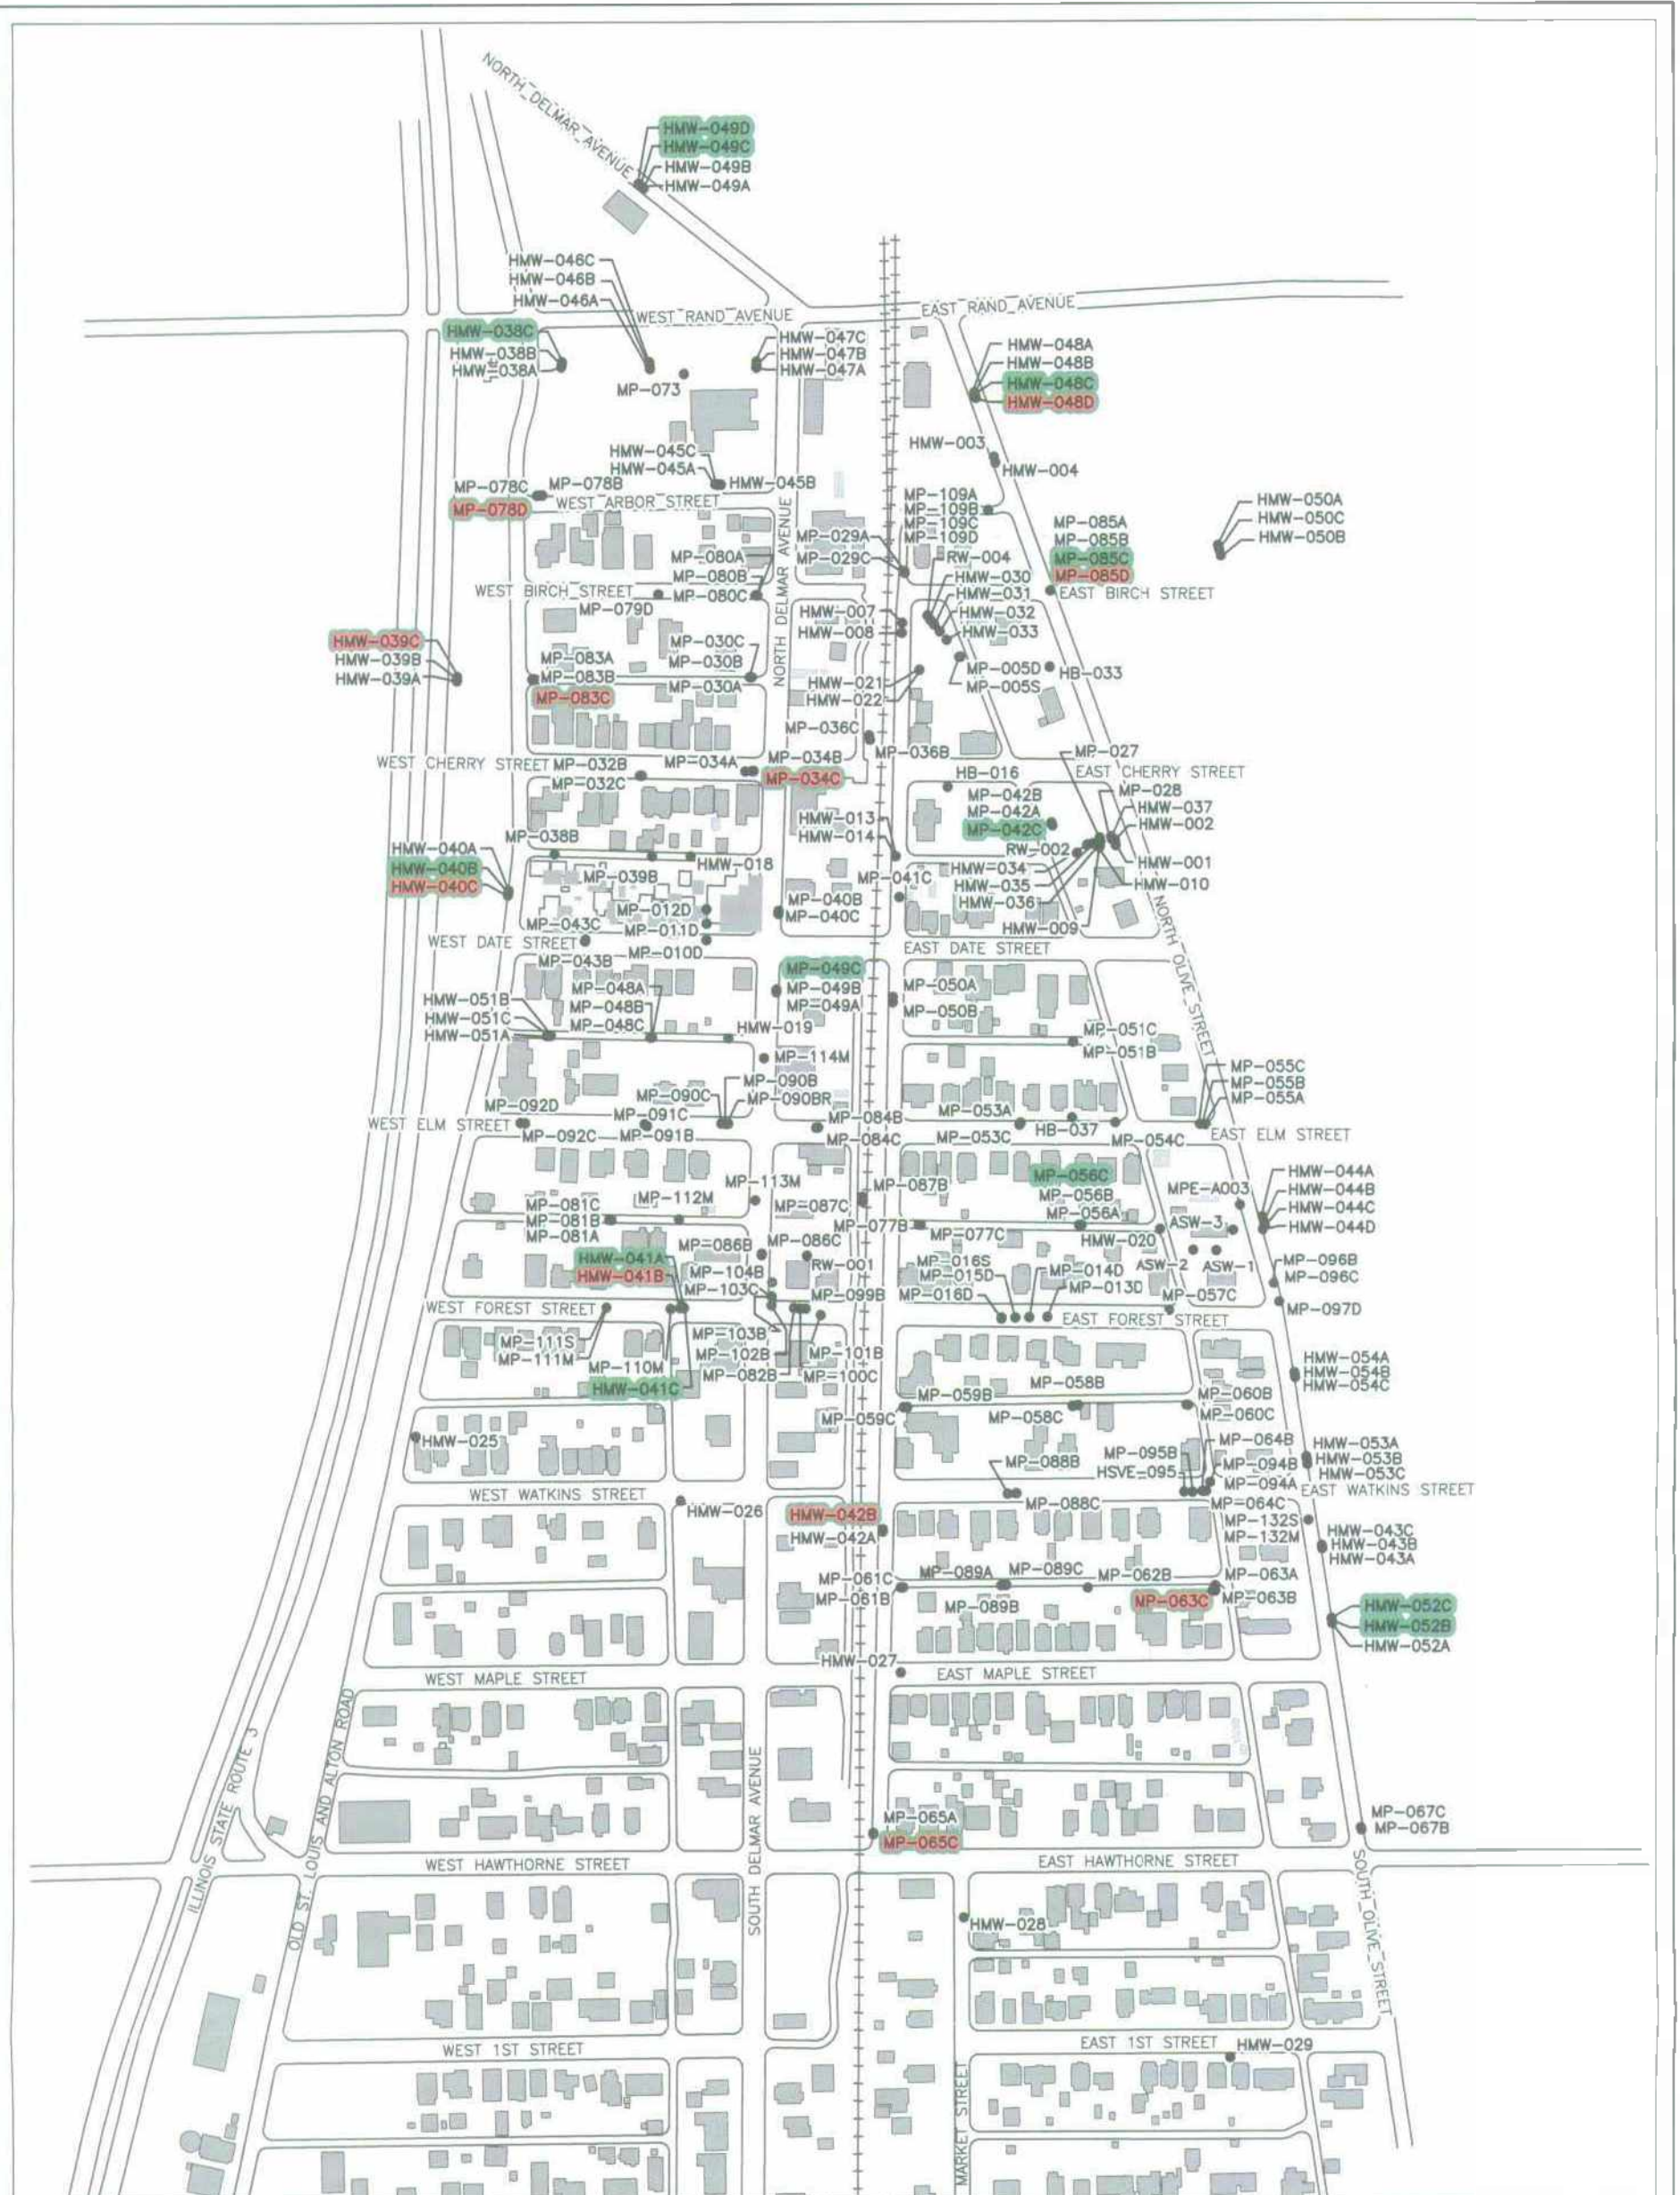 NORTH DELMAR AVENUE
HMW-049D
HMW-049C
HMW-049B
HMW-049A
HMW-046C
HMW-046B
HMW-046A
WEST RAND AVENUE
EAST RAND AVENUE
HMW-038C
HMW-038B
HMW-038A
MP-073
HMW-047C
HMW-047B
HMW-047A
HMW-048A
HMW-048B
HMW-048C
HMW-048D
HMW-003
HMW-004
HMW-045C
HMW-045A
HMW-045B
MP-078C
MP-078B
MP-078D
WEST ARBOR STREET
NORTH DELMAR AVENUE
MP-109A
MP-109B
MP-109C
MP-109D
MP-029A
MP-029C
MP-085A
MP-085B
MP-085C
MP-085D
HMW-050A
HMW-050C
HMW-050B
MP-080A
MP-080B
MP-080C
WEST BIRCH STREET
EAST BIRCH STREET
MP-079D
RW-004
HMW-030
HMW-031
HMW-032
HMW-033
HMW-007
HMW-008
HMW-039C
HMW-039B
HMW-039A
MP-083A
MP-083B
MP-083C
MP-030C
MP-030B
MP-030A
MP-005D
MP-005S
HB-033
HMW-021
HMW-022
MP-036C
MP-036B
WEST CHERRY STREET
MP-032B
MP-032C
MP-034A
MP-034B
MP-034C
MP-027
EAST CHERRY STREET
HB-016
MP-028
MP-042B
MP-042A
MP-042C
HMW-037
HMW-002
HMW-013
HMW-014
RW-002
HMW-001
HMW-010
HMW-034
HMW-035
HMW-036
HMW-009
MP-038B
HMW-040A
HMW-040B
HMW-040C
HMW-018
MP-039B
MP-041C
MP-012D
MP-011D
MP-010D
MP-040B
MP-040C
MP-043C
MP-043B
WEST DATE STREET
EAST DATE STREET
NORTH OLIVE STREET
MP-049C
MP-049B
MP-049A
MP-048A
MP-048B
MP-048C
HMW-051B
HMW-051C
HMW-051A
HMW-019
MP-050A
MP-050B
MP-051C
MP-051B
MP-114M
MP-090B
MP-090C
MP-090BR
MP-055C
MP-055B
MP-055A
MP-092D
MP-092C
MP-091C
MP-091B
WEST ELM STREET
MP-084B
MP-084C
MP-053A
MP-053C
HB-037
MP-054C
EAST ELM STREET
MP-056C
MP-056B
MP-056A
MPE-A003
HMW-044A
HMW-044B
HMW-044C
HMW-044D
MP-113M
MP-112M
MP-087B
MP-087C
MP-081C
MP-081B
MP-081A
MP-077B
MP-077C
HMW-020
ASW-3
ASW-2
ASW-1
HMW-041A
HMW-041B
MP-086B
MP-086C
MP-104B
MP-103C
RW-001
MP-099B
MP-016S
MP-015D
MP-016D
MP-014D
MP-013D
MP-057C
MP-096B
MP-096C
MP-097D
WEST FOREST STREET
EAST FOREST STREET
MP-111S
MP-111M
MP-110M
HMW-041C
MP-103B
MP-102B
MP-082B
MP-101B
MP-100C
HMW-054A
HMW-054B
HMW-054C
MP-058B
MP-058C
MP-059B
MP-059C
MP-060B
MP-060C
HMW-025
MP-088B
MP-088C
MP-095B
HSVE-095
MP-064B
MP-094B
MP-094A
MP-064C
HMW-053A
HMW-053B
HMW-053C
WEST WATKINS STREET
EAST WATKINS STREET
HMW-026
HMW-042B
HMW-042A
MP-132S
MP-132M
HMW-043C
HMW-043B
HMW-043A
MP-061C
MP-061B
MP-089A
MP-089C
MP-089B
MP-062B
MP-063A
MP-063C
MP-063B
HMW-052C
HMW-052B
HMW-052A
HMW-027
WEST MAPLE STREET
EAST MAPLE STREET
ILLINOIS STATE ROUTE 3
OLD ST. LOUIS AND ALTON ROAD
SOUTH DELMAR AVENUE
MP-065A
MP-065C
MP-067C
MP-067B
WEST HAWTHORNE STREET
EAST HAWTHORNE STREET
SOUTH OLIVE STREET
HMW-028
WEST 1ST STREET
EAST 1ST STREET
HMW-029
MARKET STREET